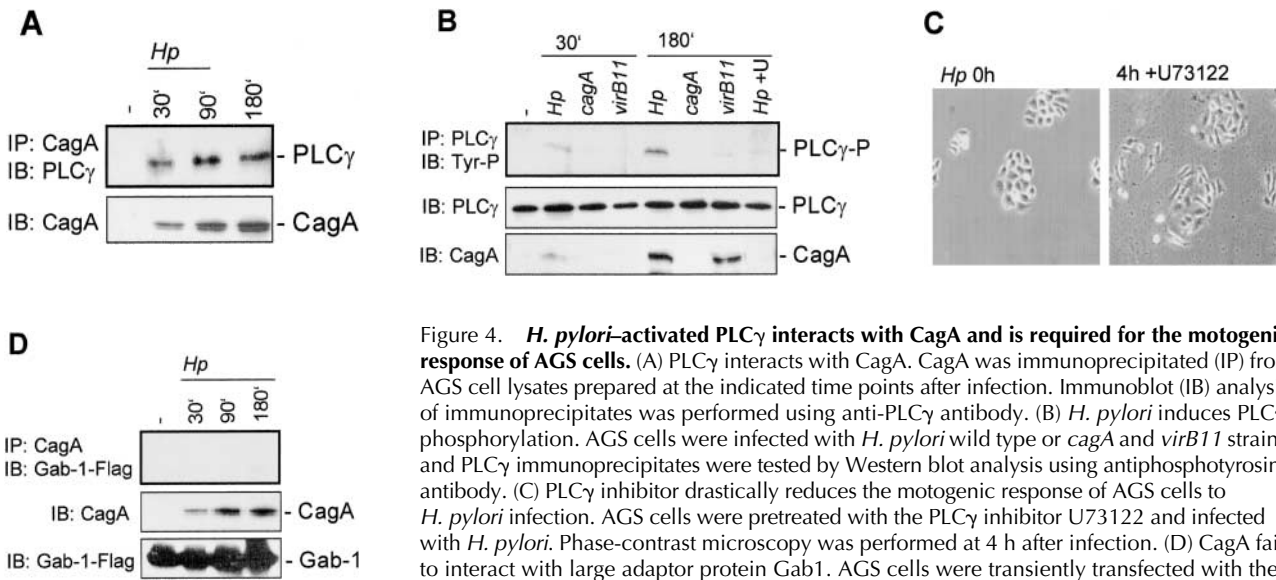 A
Hp
- 30‘ 90‘ 180‘
IP: CagA
IB: PLCγ
- PLCγ
IB: CagA
- CagA
B
30‘ 180‘
- Hp cagA virB11 Hp cagA virB11 Hp +U
IP: PLCγ
IB: Tyr-P
- PLCγ-P
IB: PLCγ
- PLCγ
IB: CagA
- CagA
C
Hp 0h
4h +U73122
D
Hp
- 30‘ 90‘ 180‘
IP: CagA
IB: Gab-1-Flag
IB: CagA
- CagA
IB: Gab-1-Flag
- Gab-1
Figure 4. H. pylori–activated PLCγ interacts with CagA and is required for the motogeni
response of AGS cells. (A) PLCγ interacts with CagA. CagA was immunoprecipitated (IP) fro
AGS cell lysates prepared at the indicated time points after infection. Immunoblot (IB) analys
of immunoprecipitates was performed using anti-PLCγ antibody. (B) H. pylori induces PLC
phosphorylation. AGS cells were infected with H. pylori wild type or cagA and virB11 strain
and PLCγ immunoprecipitates were tested by Western blot analysis using antiphosphotyrosin
antibody. (C) PLCγ inhibitor drastically reduces the motogenic response of AGS cells to
H. pylori infection. AGS cells were pretreated with the PLCγ inhibitor U73122 and infected
with H. pylori. Phase-contrast microscopy was performed at 4 h after infection. (D) CagA fai
to interact with large adaptor protein Gab1. AGS cells were transiently transfected with the